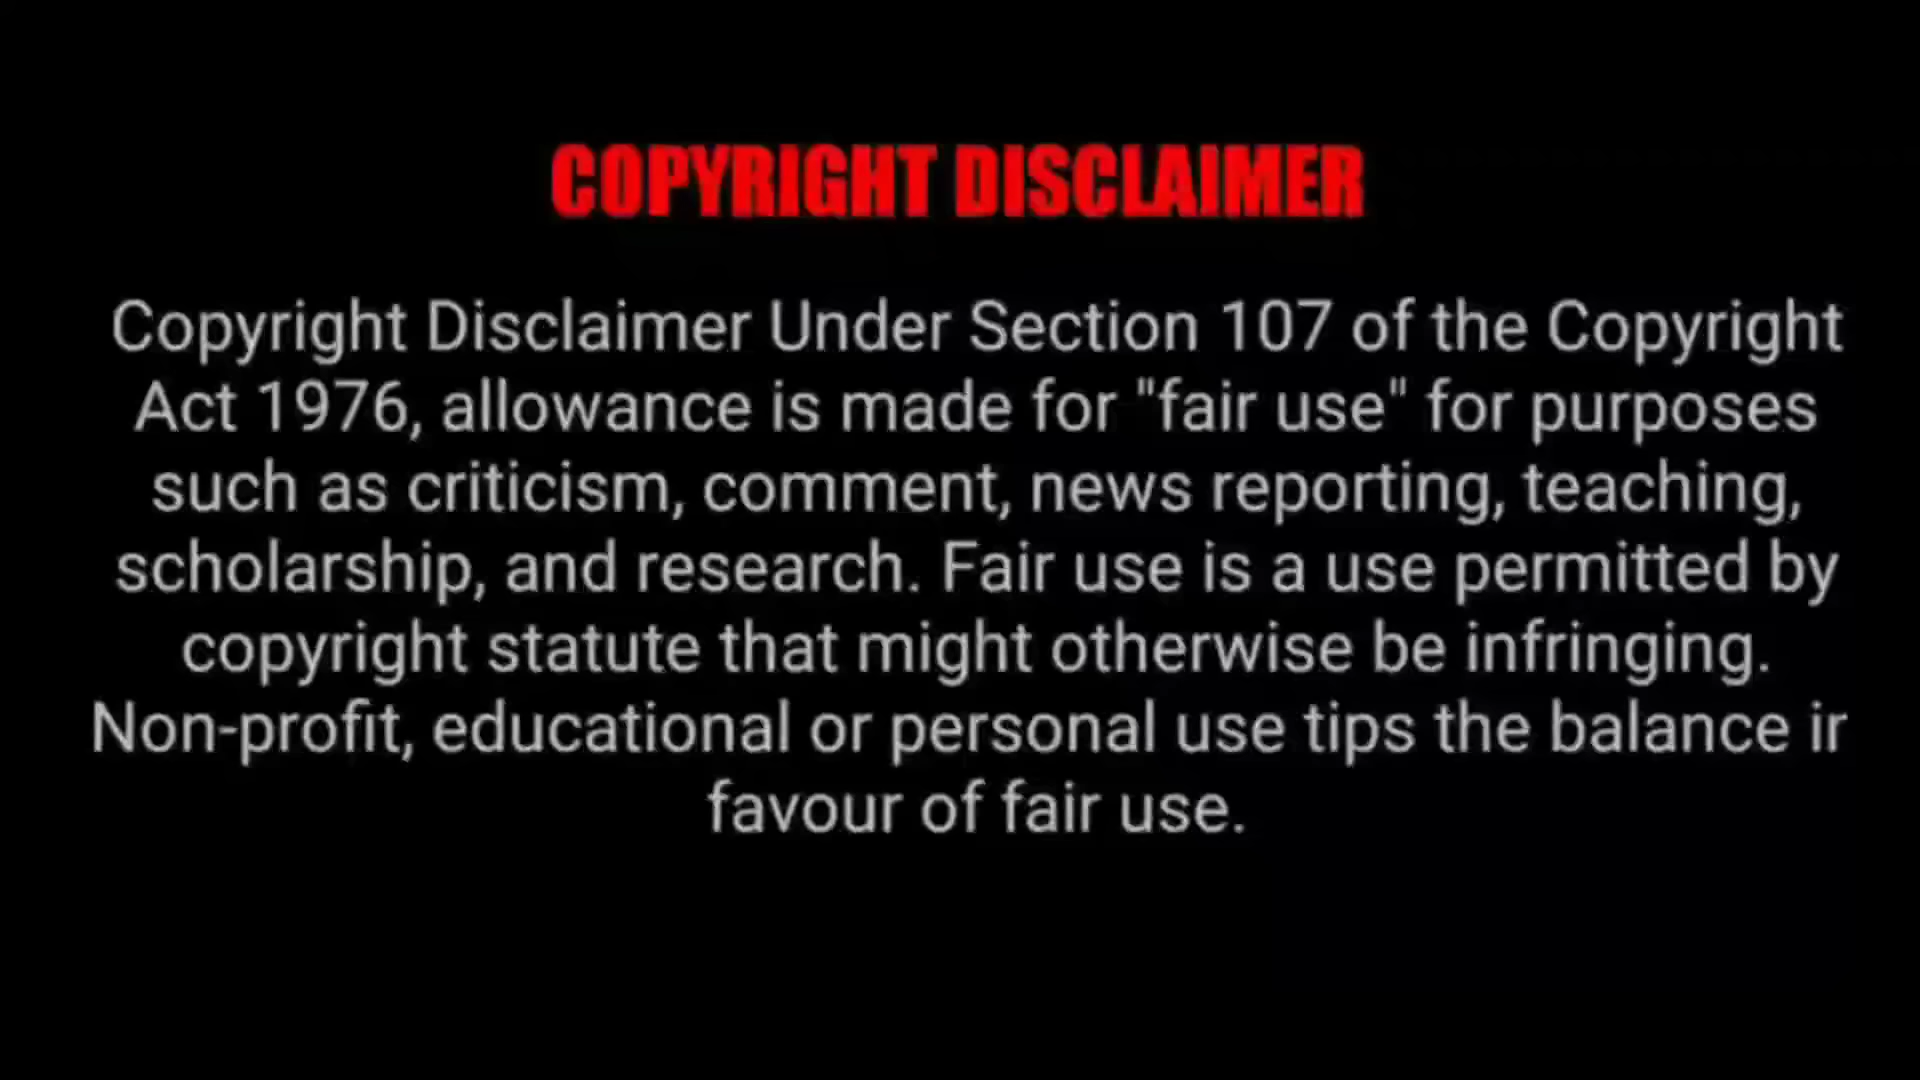 COPYRIGHT DISCLAIMER
Copyright Disclaimer Under Section 107 of the Copyright
Act 1976, allowance is made for "fair use" for purposes
such as criticism, comment, news reporting, teaching,
scholarship, and research. Fair use is a use permitted by
copyright statute that might otherwise be infringing.
Non-profit, educational or personal use tips the balance ir
favour of fair use.